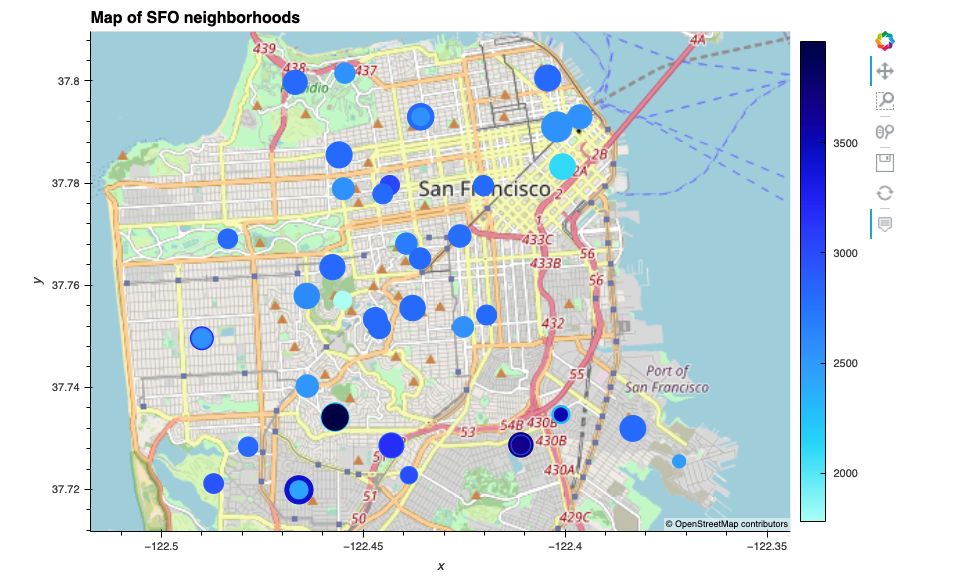 Map of SFO neighborhoods
4A
439
438
437
37.8
3500
2B
2A
37.78
San Francisco
2
1
433C
56
3000
433B
y
37.76
56
432
2500
55
Port of
San Francisco
37.74
54B
430B
53
430B
430A
2000
37.72
51
50
429C
© OpenStreetMap contributors
−122.5
−122.45
−122.4
−122.35
x